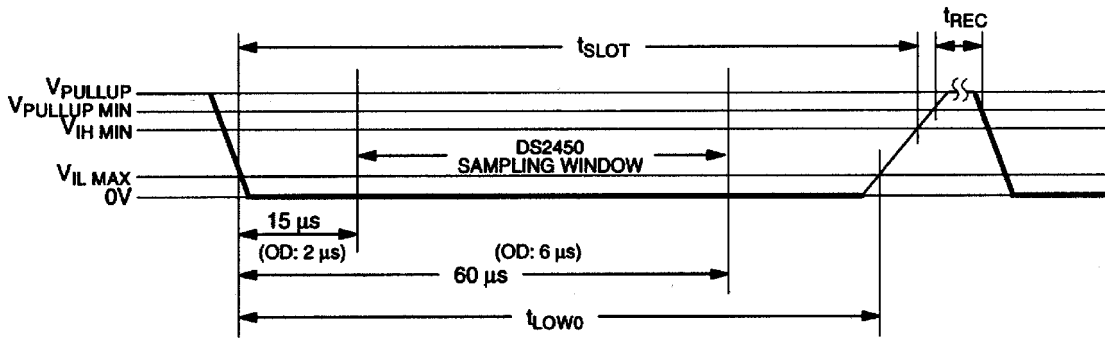 tREC
tSLOT
VPULLUP
VPULLUP MIN
VIH MIN
DS2450
SAMPLING WINDOW
VIL MAX
0V
15 µs
(OD: 2 µs)
(OD: 6 µs)
60 µs
tLOW0